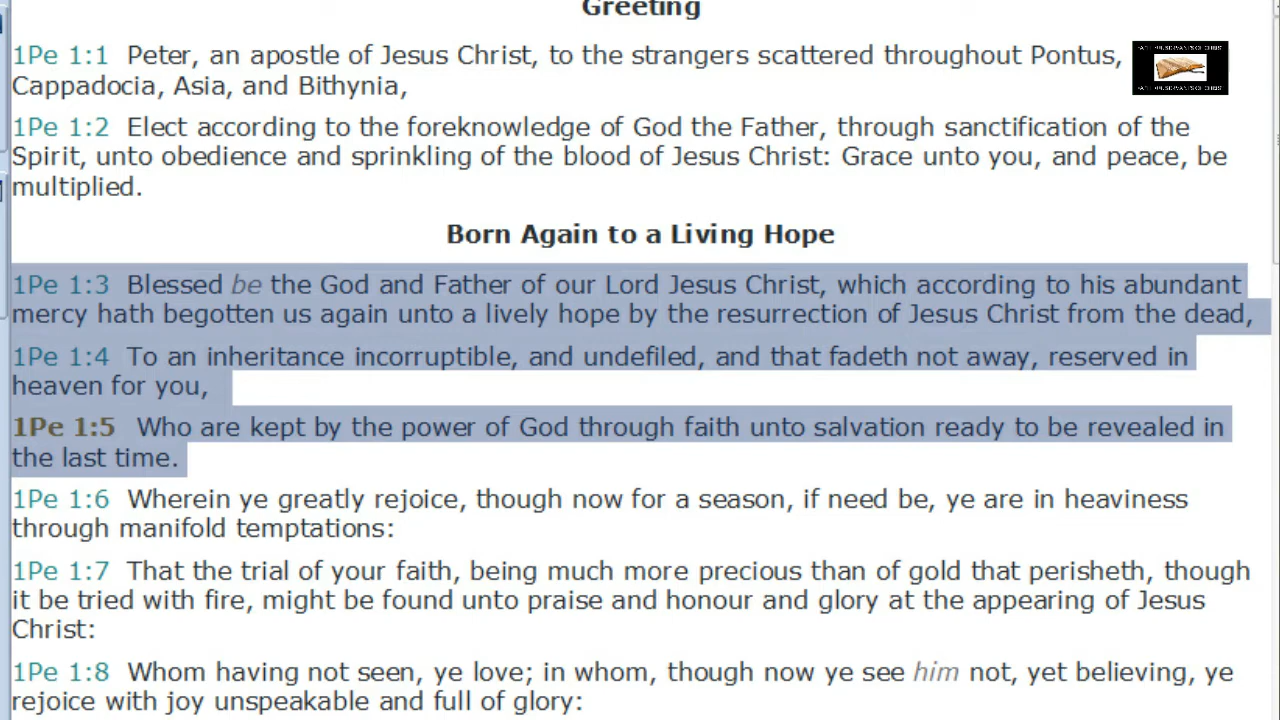 Greeting
1Pe 1:1 Peter, an apostle of Jesus Christ, to the strangers scattered throughout Pontus,
Cappadocia, Asia, and Bithynia,
1Pe 1:2 Elect according to the foreknowledge of God the Father, through sanctification of the
Spirit, unto obedience and sprinkling of the blood of Jesus Christ: Grace unto you, and peace, be
multiplied.
Born Again to a Living Hope
1Pe 1:3 Blessed be the God and Father of our Lord Jesus Christ, which according to his abundant
mercy hath begotten us again unto a lively hope by the resurrection of Jesus Christ from the dead,
1Pe 1:4 To an inheritance incorruptible, and undefiled, and that fadeth not away, reserved in
heaven for you,
1Pe 1:5 Who are kept by the power of God through faith unto salvation ready to be revealed in
the last time.
1Pe 1:6 Wherein ye greatly rejoice, though now for a season, if need be, ye are in heaviness
through manifold temptations:
1Pe 1:7 That the trial of your faith, being much more precious than of gold that perisheth, though
it be tried with fire, might be found unto praise and honour and glory at the appearing of Jesus
Christ:
1Pe 1:8 Whom having not seen, ye love; in whom, though now ye see him not, yet believing, ye
rejoice with joy unspeakable and full of glory: